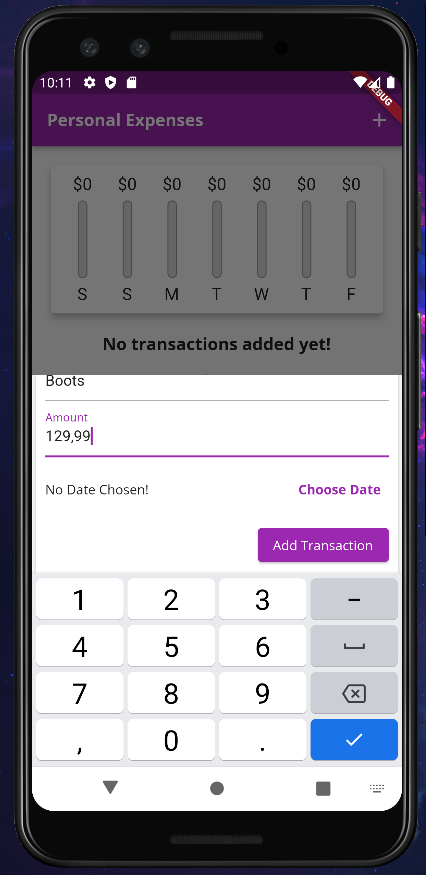 10:11
DEBUG
Personal Expenses +
$0 $0 $0 $0 $0 $0 $0
S S M T W T F
No transactions added yet!
Boots
Amount
129,99
No Date Chosen! Choose Date
Add Transaction
1 2 3 –
4 5 6
7 8 9
, 0 .